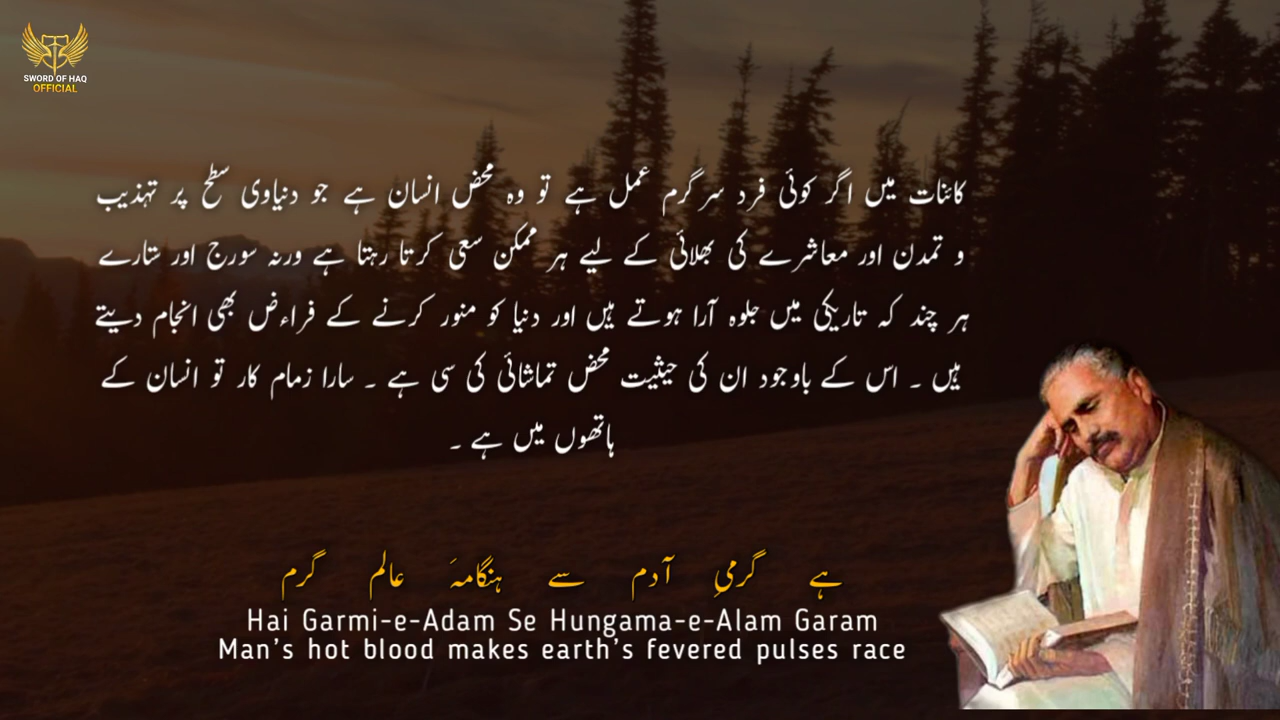 SWORD OF HAQ
OFFICIAL
کائنات میں اگر کوئی فرد سرگرم عمل ہے تو وہ محض انسان ہے جو دنیاوی سطح پر تہذیب
و تمدن اور معاشرے کی بھلائی کے لیے ہر ممکن سعی کرتا رہتا ہے ورنہ سورج اور ستارے
ہر چند کہ تاریکی میں جلوہ آرا ہوتے ہیں اور دنیا کو منور کرنے کے فراءض بھی انجام دیتے
ہیں ۔ اس کے باوجود ان کی حیثیت محض تماشائی کی سی ہے ۔ سارا زمام کار تو انسان کے
ہاتھوں میں ہے ۔
ہے گرمیِ آدم سے ہنگامہَ عالم گرم
Hai Garmi-e-Adam Se Hungama-e-Alam Garam
Man's hot blood makes earth's fevered pulses race